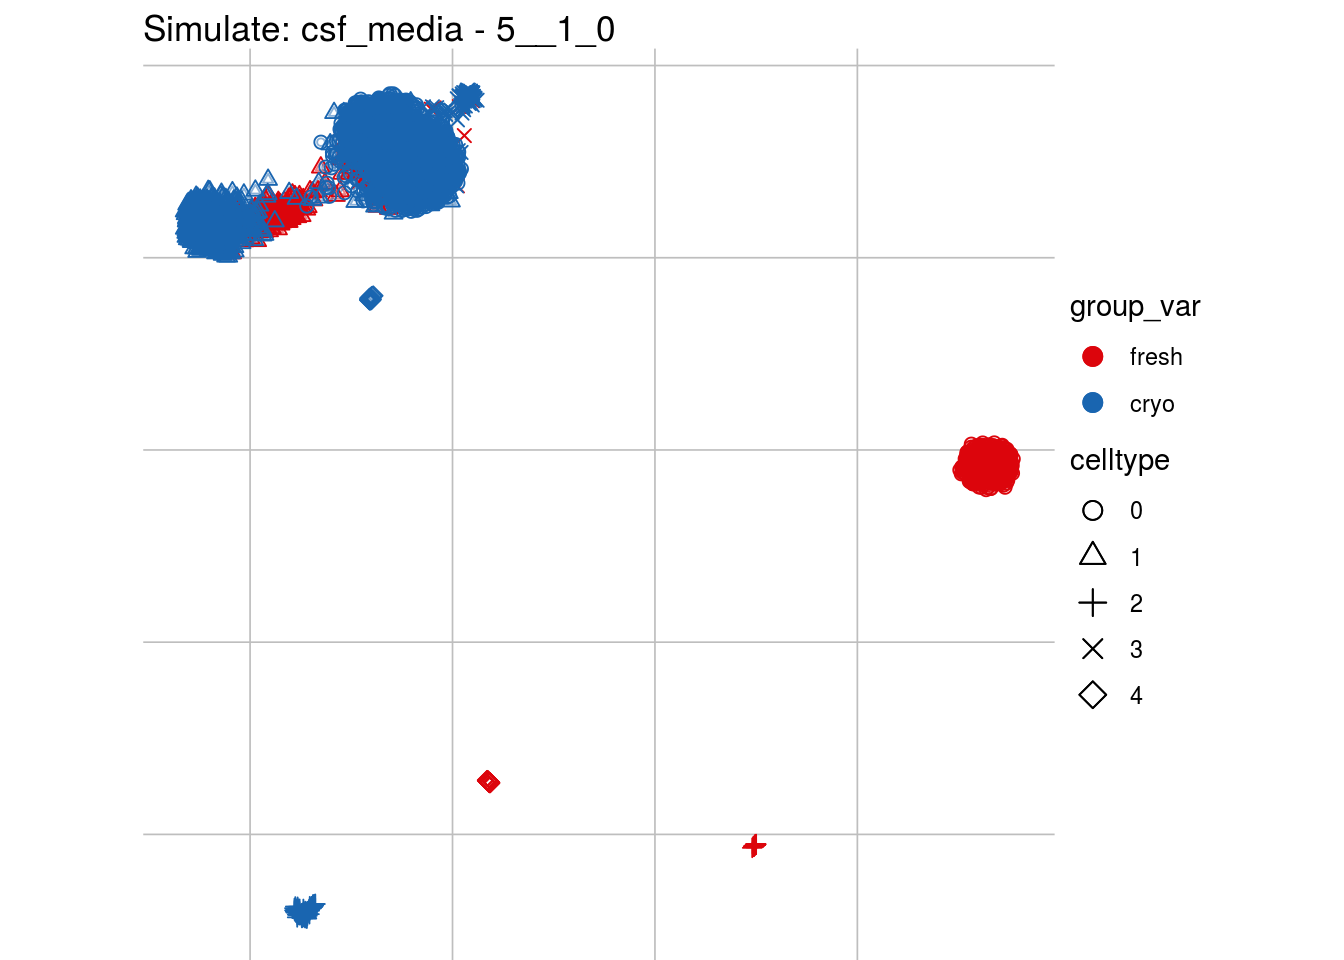 Simulate: csf_media - 5__1_0
group_var
fresh
cryo
celltype
0
1
2
3
4